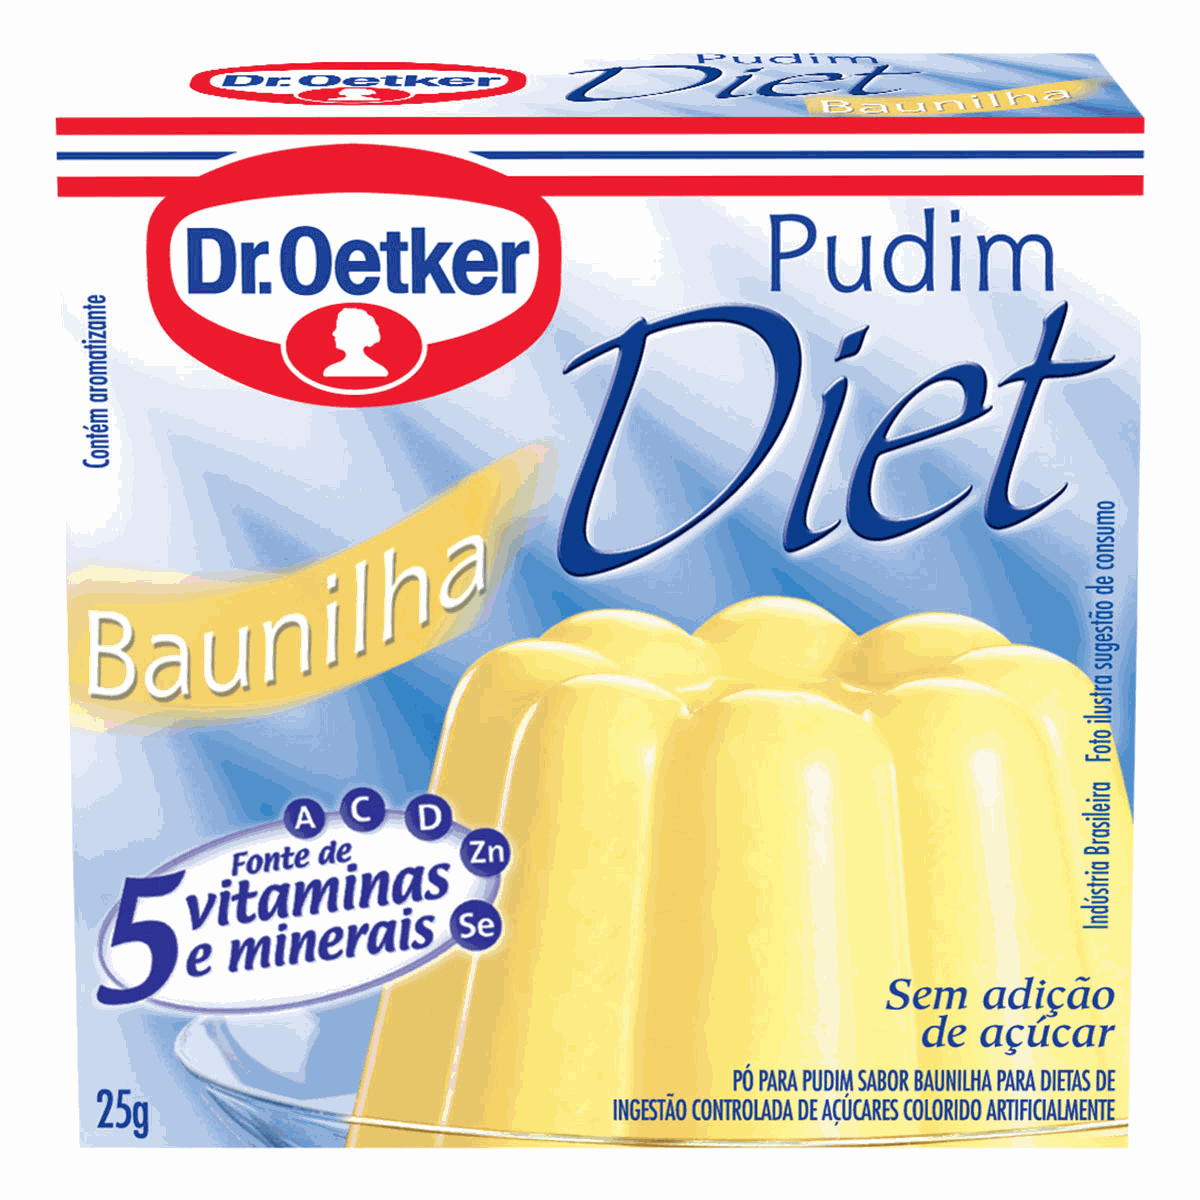 Dr. Oetker
Pudim
Diet
Baunilha
Dr. Oetker
Pudim
Diet
Contém aromatizante
Baunilha
A C D
Zn
Se
Fonte de
5 vitaminas
e minerais
Indústria Brasileira Foto ilustra sugestão de consumo
Sem adição
de açúcar
25g
PÓ PARA PUDIM SABOR BAUNILHA PARA DIETAS DE
INGESTÃO CONTROLADA DE AÇÚCARES COLORIDO ARTIFICIALMENTE